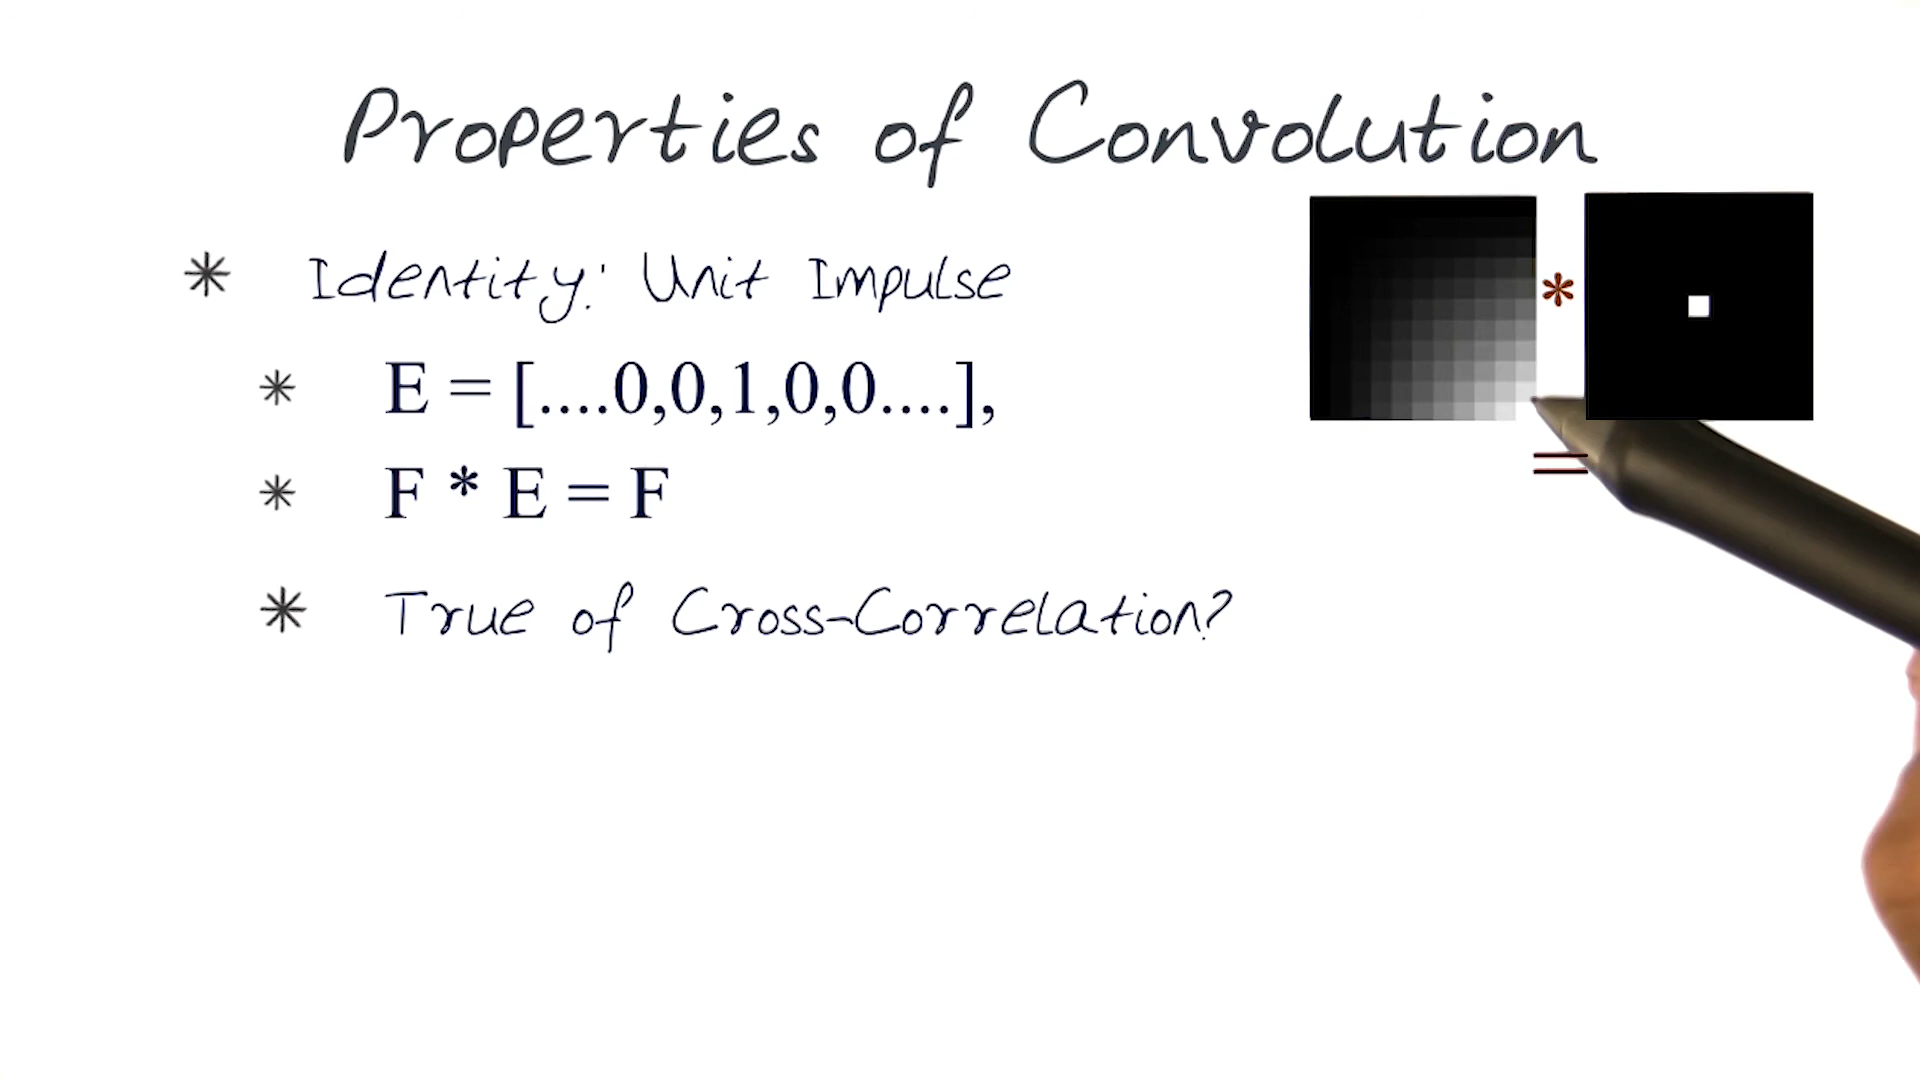 Properties of Convolution
* Identity: Unit Impulse
* E = [....0,0,1,0,0....],
* F * E = F
* True of Cross-Correlation?
*
=